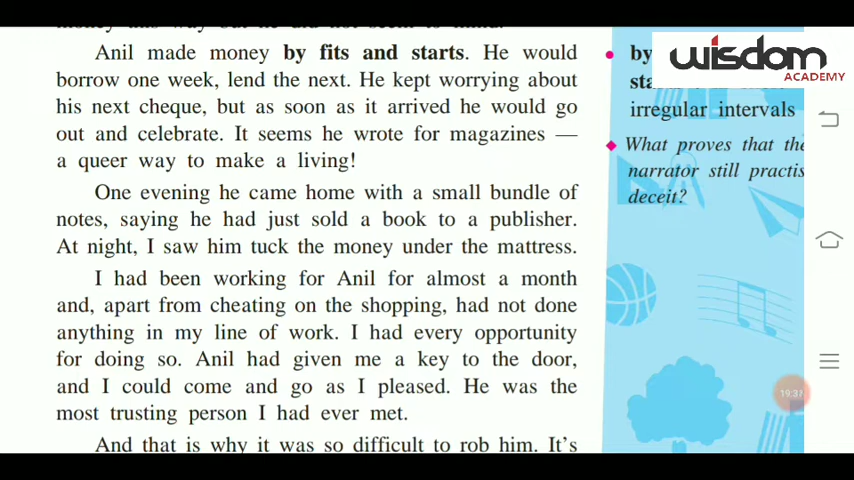 Anil made money by fits and starts. He would
borrow one week, lend the next. He kept worrying about
his next cheque, but as soon as it arrived he would go
out and celebrate. It seems he wrote for magazines —
a queer way to make a living!
One evening he came home with a small bundle of
notes, saying he had just sold a book to a publisher.
At night, I saw him tuck the money under the mattress.
I had been working for Anil for almost a month
and, apart from cheating on the shopping, had not done
anything in my line of work. I had every opportunity
for doing so. Anil had given me a key to the door,
and I could come and go as I pleased. He was the
most trusting person I had ever met.
And that is why it was so difficult to rob him. It's
by
irregular intervals
What proves that the
narrator still practis
deceit?
wisdom
ACADEMY
19:37